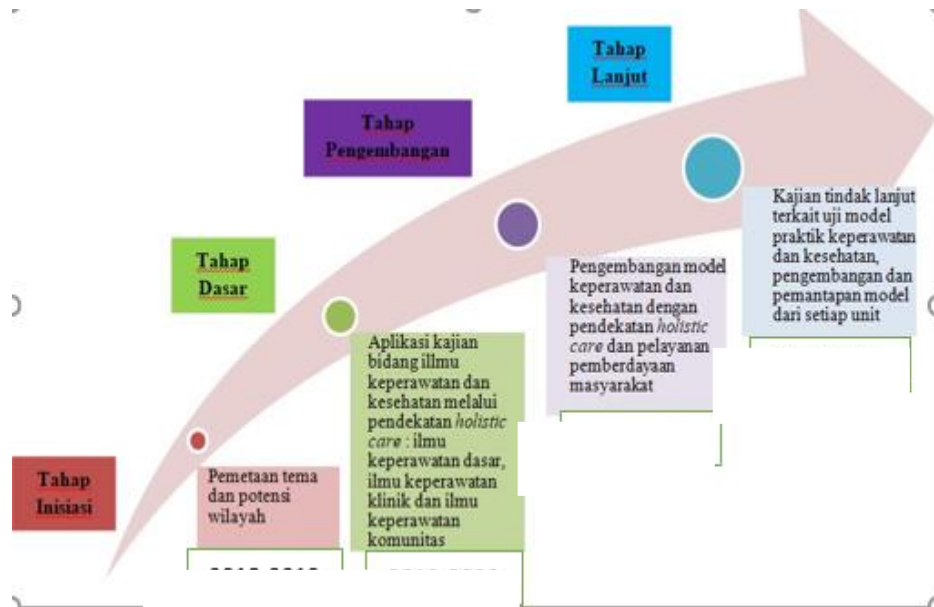 Tahap
Lanjut
Tahap
Pengembangan
Tahap
Dasar
Tahap
Inisiasi
Pemetaan tema
dan potensi
wilayah
Aplikasi kajian
bidang illmu
keperawatan dan
kesehatan melalui
pendekatan holistic
care : ilmu
keperawatan dasar,
ilmu keperawatan
klinik dan ilmu
keperawatan
komunitas
Pengembangan model
keperawatan dan
kesehatan dengan
pendekatan holistic
care dan pelayanan
pemberdayaan
masyarakat
Kajian tindak lanjut
terkait uji model
praktik keperawatan
dan kesehatan,
pengembangan dan
pemantapan model
dari setiap unit